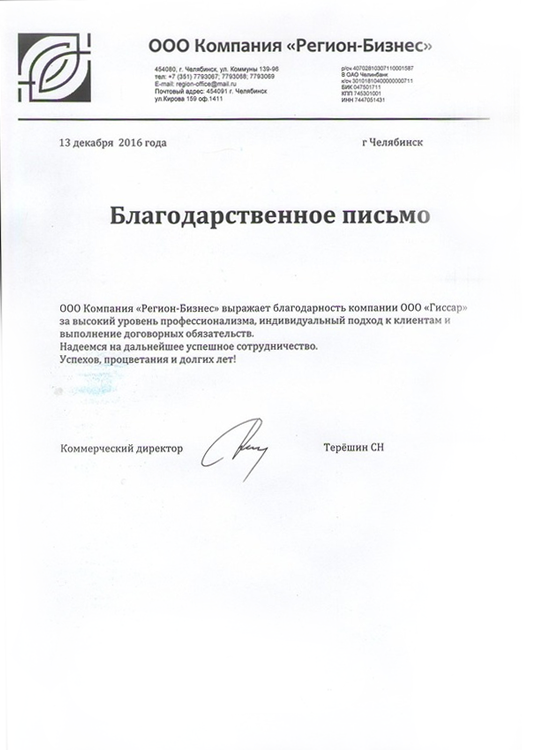 ООО Компания «Регион-Бизнес»
454080, г. Челябинск, ул. Коммуны 139-96
тел: +7 (351) 7793067; 7793068; 7793069
E-mail: region-office@mail.ru
Почтовый адрес: 454091 г. Челябинск
ул Кирова 159 оф.1411
р/сч 40702810307110001587
В ОАО Челинбанк
к/сч 30101810400000000711
БИК 047501711
КПП 745301001
ИНН 7447051431
13 декабря 2016 года
г Челябинск
Благодарственное письмо
ООО Компания «Регион-Бизнес» выражает благодарность компании ООО «Гиссар»
за высокий уровень профессионализма, индивидуальный подход к клиентам и
выполнение договорных обязательств.
Надеемся на дальнейшее успешное сотрудничество.
Успехов, процветания и долгих лет!
Коммерческий директор
Терёшин СН